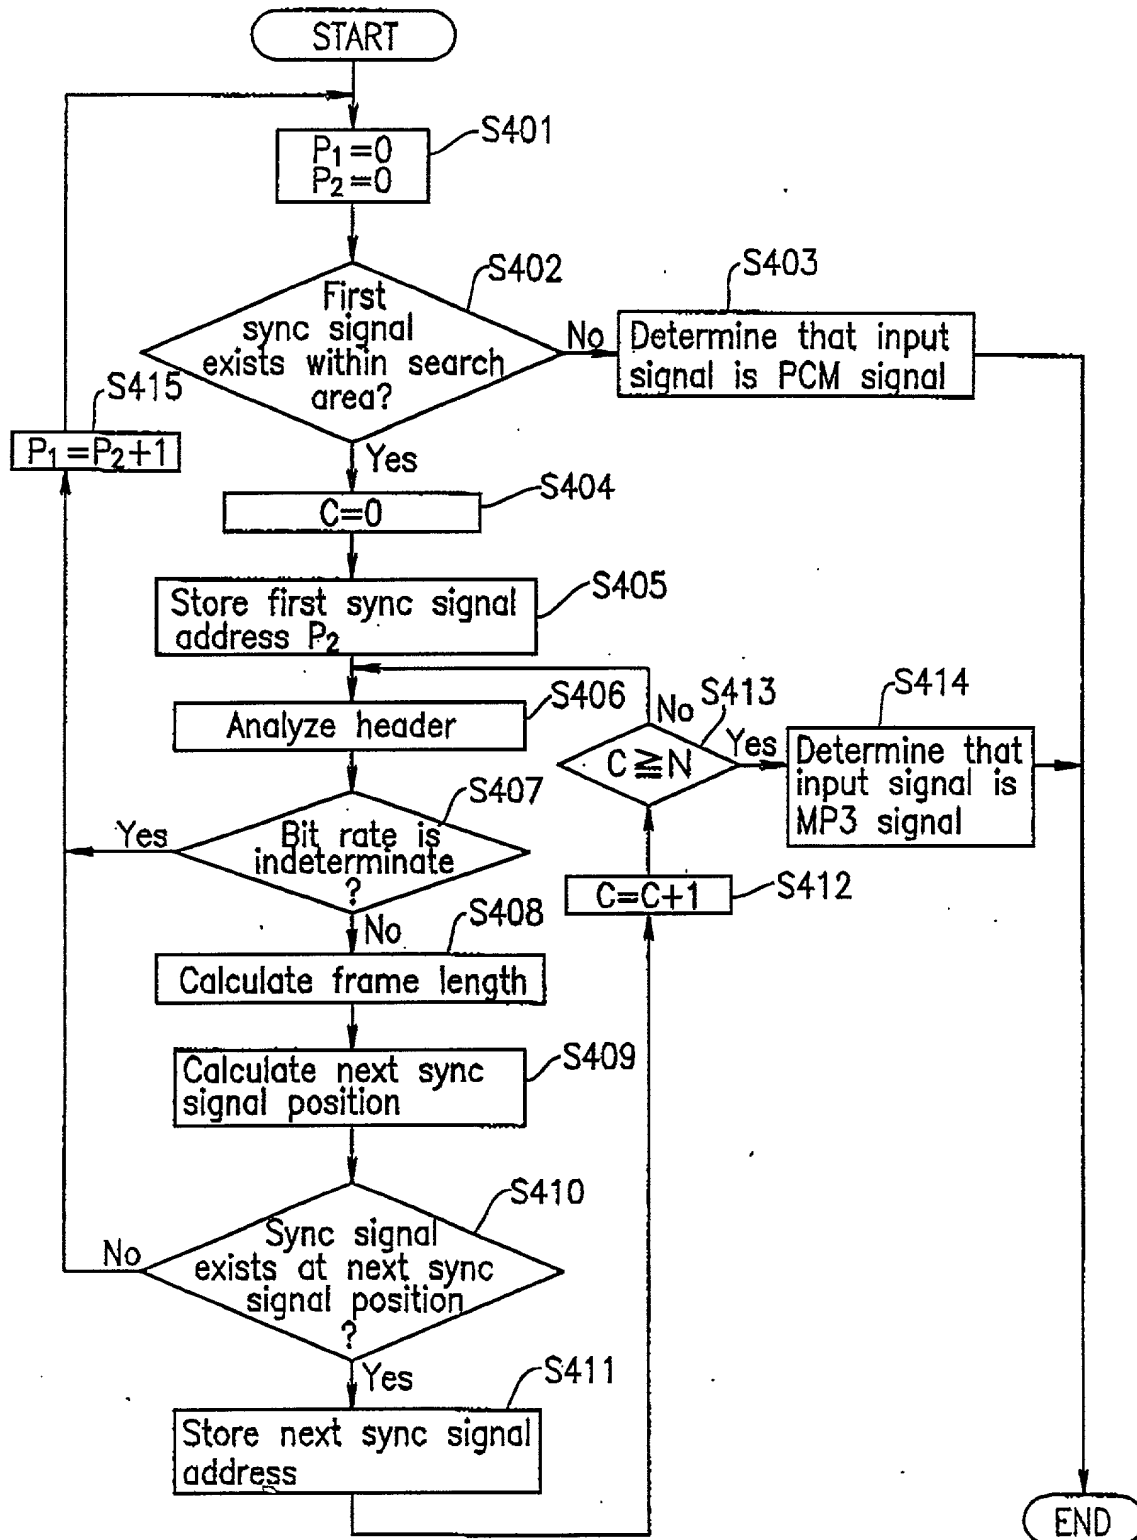 START
S401
P₁=0
P₂=0
S402
First
sync signal
exists within search
area?
No
S403
Determine that input
signal is PCM signal
S415
P₁=P₂+1
Yes
S404
C=0
S405
Store first sync signal
address P₂
S406
Analyze header
No
S413
C≧N
Yes
S414
Determine that
input signal is
MP3 signal
S407
Yes
Bit rate is
indeterminate
?
S412
C=C+1
No
S408
Calculate frame length
S409
Calculate next sync
signal position
S410
No
Sync signal
exists at next sync
signal position
?
Yes
S411
Store next sync signal
address
END